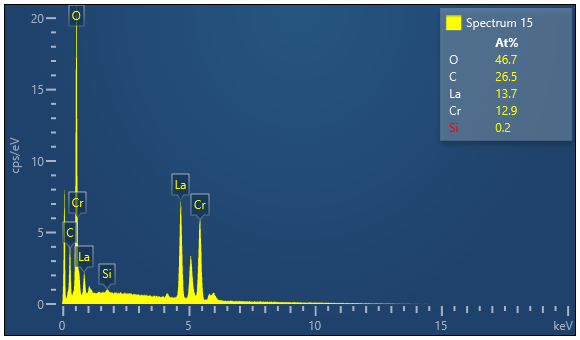 20
15
10
5
0
cps/eV
O
Cr
C
La
Si
La
Cr
0
5
10
15
keV
Spectrum 15
At%
O 46.7
C 26.5
La 13.7
Cr 12.9
Si 0.2